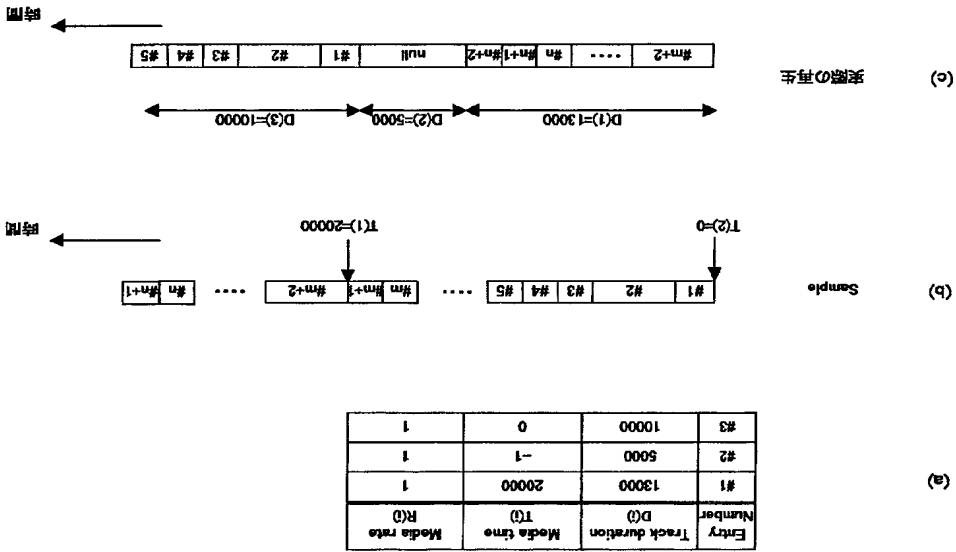 (a)
Entry Number Track duration D(i) Media time T(i) Media rate R(i)
#1 13000 20000 1
#2 5000 −1 1
#3 10000 0 1
(b) Sample #1 #2 #3 #4 #5 ···· #m #m+1 #m+2 ···· #n #n+1
T(2)=0 T(1)=20000 時間
D(1)=13000 D(2)=5000 D(3)=10000
(c) 実際の再生 #m+2 ···· #n #n+1 #n+2 null #1 #2 #3 #4 #5
時間